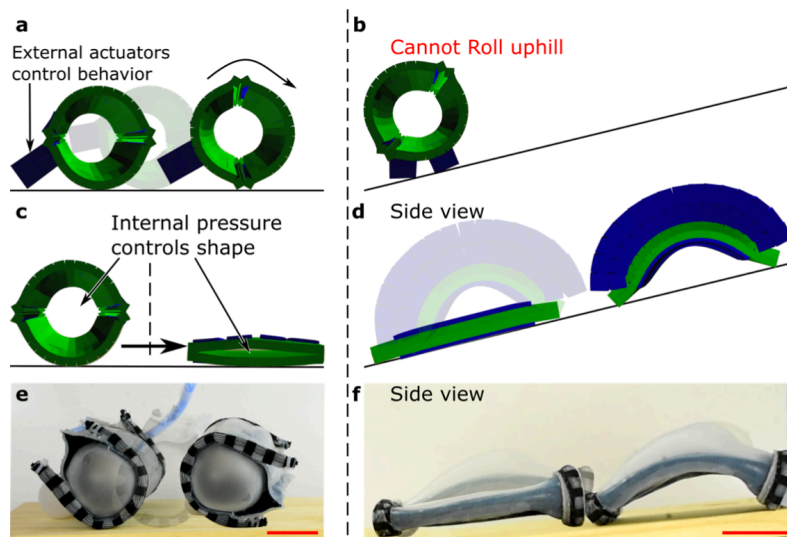 a
External actuators
control behavior
b
Cannot Roll uphill
c
Internal pressure
controls shape
d
Side view
e
f
Side view